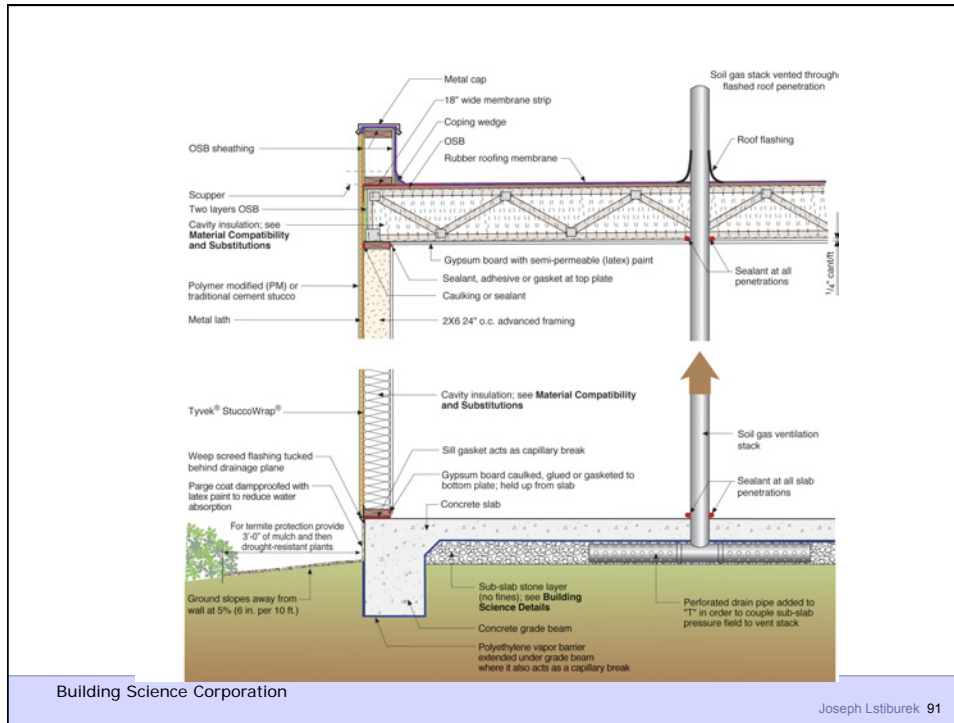 Metal cap
18" wide membrane strip
Coping wedge
OSB
Rubber roofing membrane
Soil gas stack vented through
flashed roof penetration
Roof flashing
OSB sheathing
Scupper
Two layers OSB
Cavity insulation; see
Material Compatibility
and Substitutions
Gypsum board with semi-permeable (latex) paint
Sealant, adhesive or gasket at top plate
Caulking or sealant
Sealant at all
penetrations
1/4" cant/ft
Polymer modified (PM) or
traditional cement stucco
Metal lath
2X6 24" o.c. advanced framing
Cavity insulation; see Material Compatibility
and Substitutions
Tyvek® StuccoWrap®
Soil gas ventilation
stack
Weep screed flashing tucked
behind drainage plane
Sill gasket acts as capillary break
Gypsum board caulked, glued or gasketed to
bottom plate; held up from slab
Parge coat dampproofed with
latex paint to reduce water
absorption
Concrete slab
Sealant at all slab
penetrations
For termite protection provide
3'-0" of mulch and then
drought-resistant plants
Ground slopes away from
wall at 5% (6 in. per 10 ft.)
Sub-slab stone layer
(no fines); see Building
Science Details
Perforated drain pipe added to
"T" in order to couple sub-slab
pressure field to vent stack
Concrete grade beam
Polyethylene vapor barrier
extended under grade beam
where it also acts as a capillary break
Building Science Corporation
Joseph Lstiburek 91